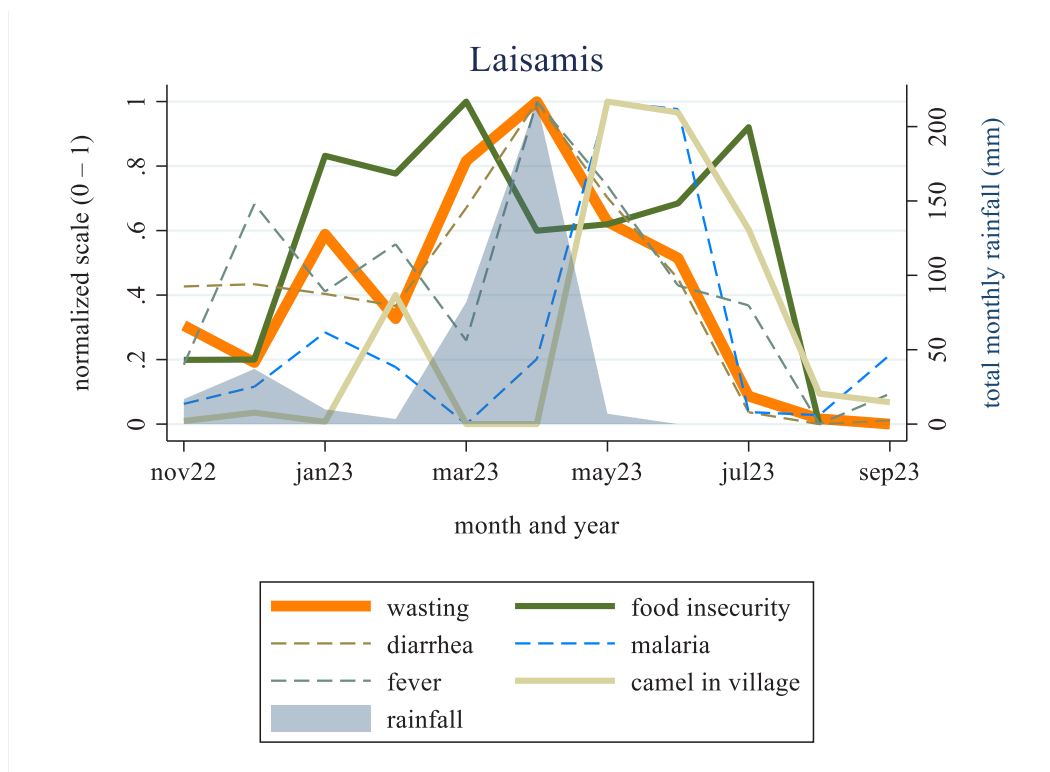 Laisamis
normalized scale (0 – 1)
1
.8
.6
.4
.2
0
200
150
100
50
0
total monthly rainfall (mm)
nov22 jan23 mar23 may23 jul23 sep23
month and year
wasting food insecurity
diarrhea malaria
fever camel in village
rainfall